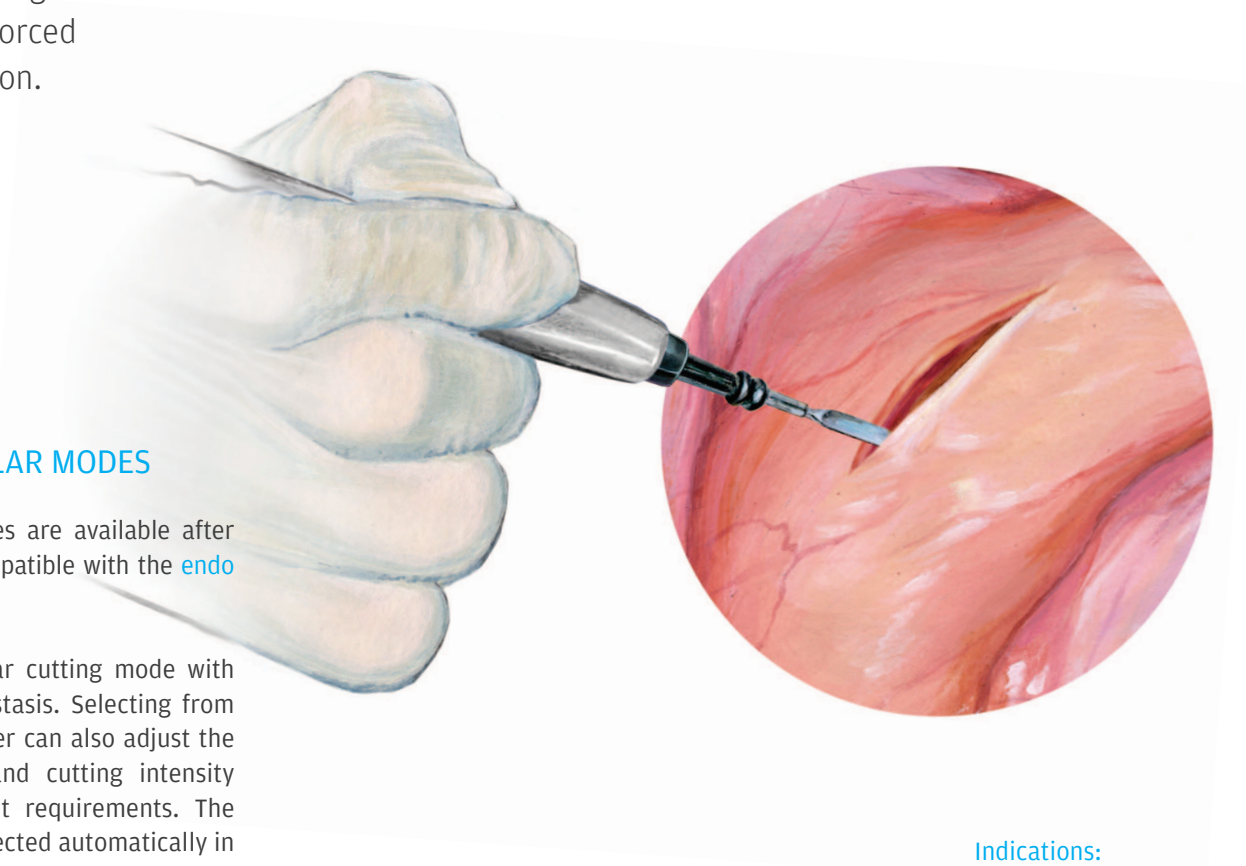 orced
on.
LAR MODES
es are available after
patible with the endo
ar cutting mode with
stasis. Selecting from
er can also adjust the
and cutting intensity
t requirements. The
ected automatically in
Indications: